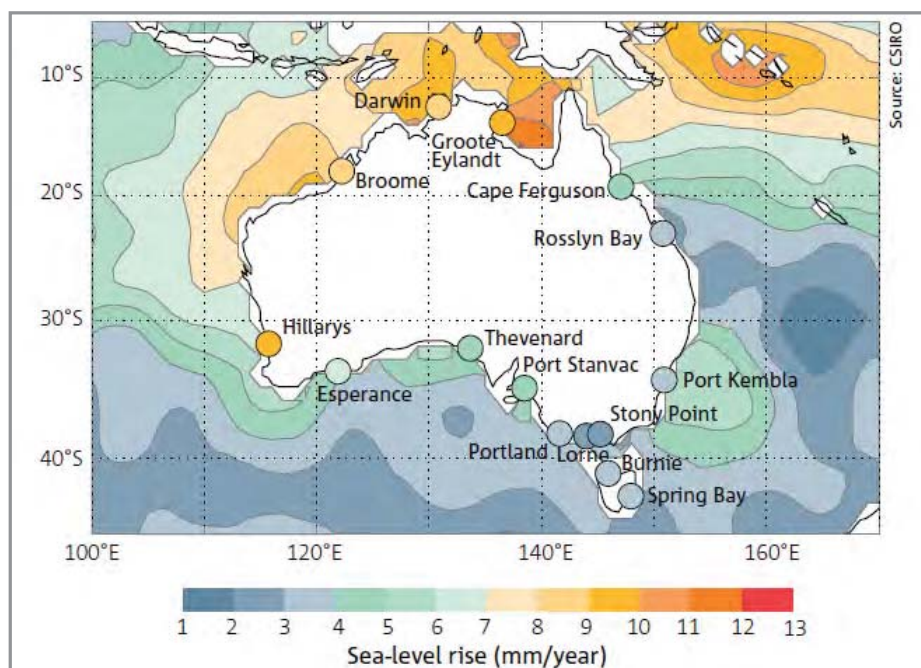 Source: CSIRO
10°S
20°S
30°S
40°S
Darwin
Groote
Eylandt
Broome
Cape Ferguson
Rosslyn Bay
Hillarys
Thevenard
Port Stanvac
Esperance
Port Kembla
Stony Point
Portland
Lorne
Burnie
Spring Bay
100°E 120°E 140°E 160°E
1 2 3 4 5 6 7 8 9 10 11 12 13
Sea-level rise (mm/year)